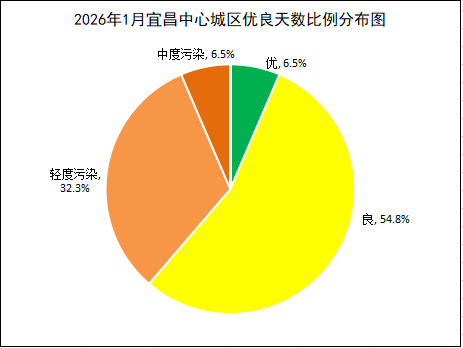 2026年1月宜昌中心城区优良天数比例分布图
中度污染, 6.5%
优, 6.5%
轻度污染,
32.3%
良, 54.8%